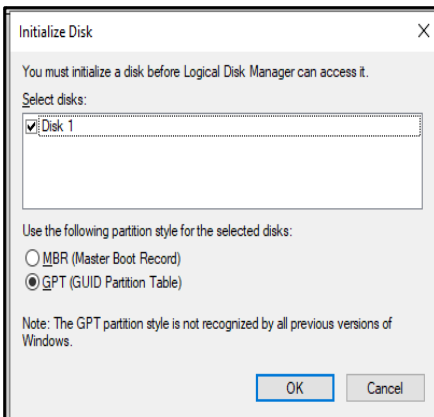 Initialize Disk
You must initialize a disk before Logical Disk Manager can access it.
Select disks:
Disk 1
Use the following partition style for the selected disks:
MBR (Master Boot Record)
GPT (GUID Partition Table)
Note: The GPT partition style is not recognized by all previous versions of
Windows.
OK Cancel